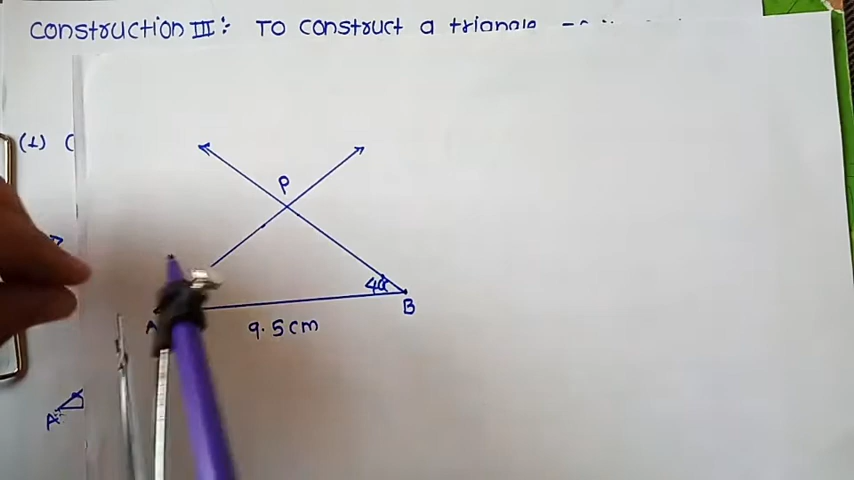 Construction III: To construct a triangle
(1) (
P
40
A B
9.5cm
A